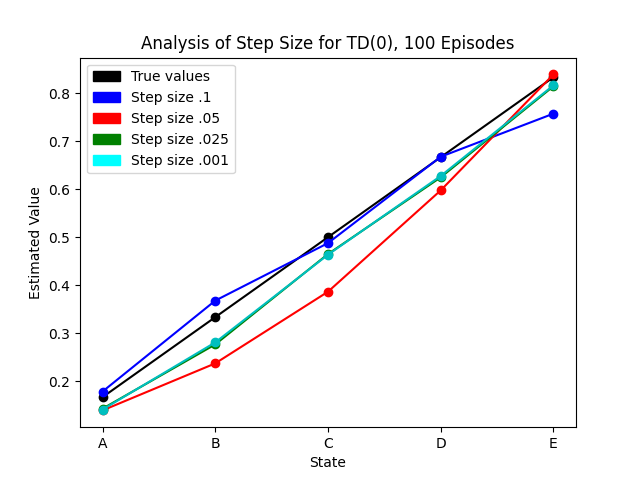 Analysis of Step Size for TD(0), 100 Episodes
True values
Step size .1
Step size .05
Step size .025
Step size .001
0.8
0.7
0.6
0.5
0.4
0.3
0.2
Estimated Value
A
B
C
D
E
State